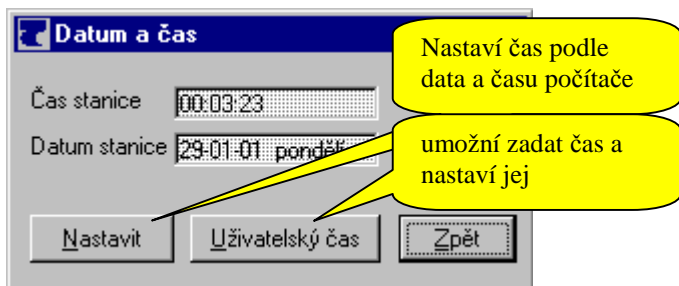 Datum a čas
Nastaví čas podle
data a času počítače
Čas stanice 00:03:23
Datum stanice 29-01-01 pondělí
umožní zadat čas a
nastaví jej
Nastavit Uživatelský čas Zpět